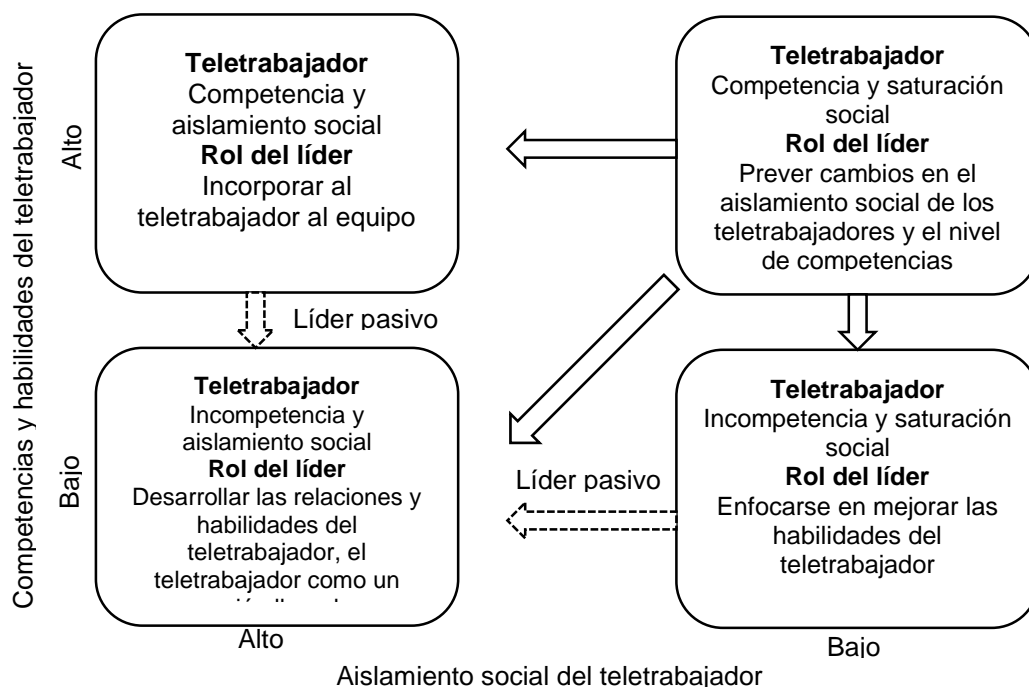 Competencias y habilidades del teletrabajador
Alto
Teletrabajador
Competencia y
aislamiento social
Rol del líder
Incorporar al
teletrabajador al equipo
Teletrabajador
Competencia y saturación
social
Rol del líder
Prever cambios en el
aislamiento social de los
teletrabajadores y el nivel
de competencias
Líder pasivo
Bajo
Teletrabajador
Incompetencia y
aislamiento social
Rol del líder
Desarrollar las relaciones y
habilidades del
teletrabajador, el
teletrabajador como un
Líder pasivo
Teletrabajador
Incompetencia y saturación
social
Rol del líder
Enfocarse en mejorar las
habilidades del
teletrabajador
Alto
Bajo
Aislamiento social del teletrabajador